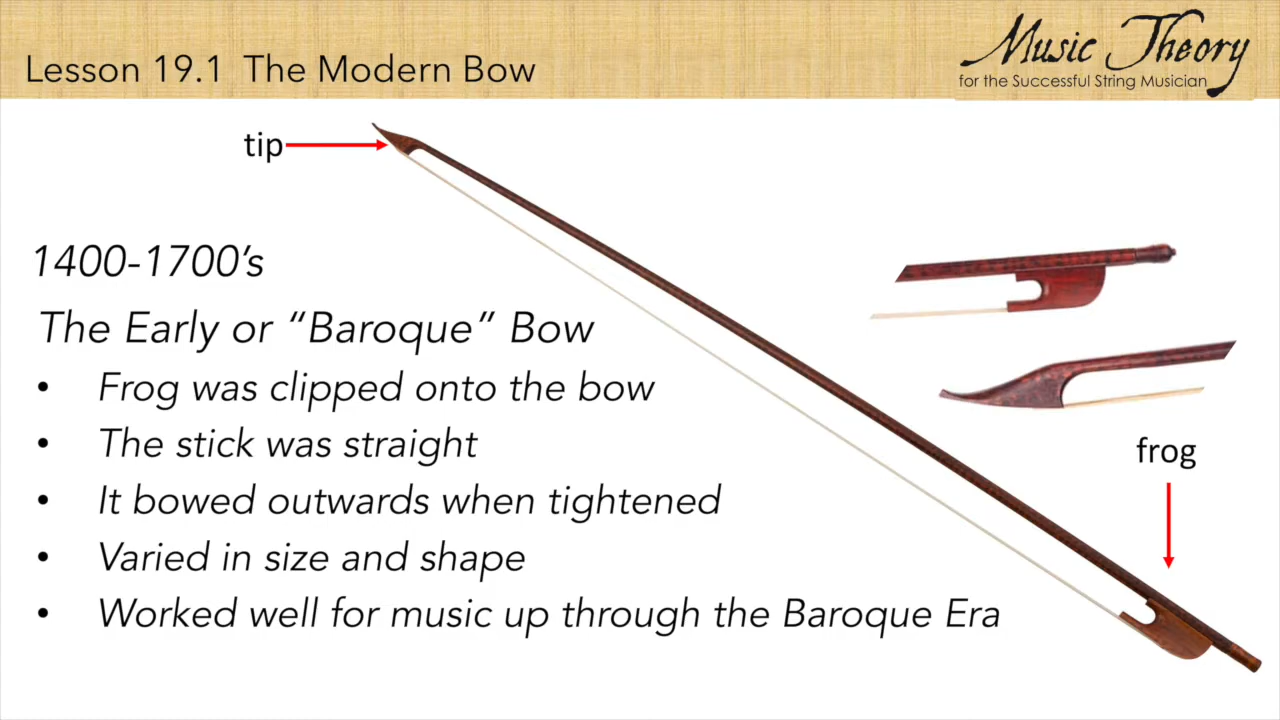 Lesson 19.1 The Modern Bow
Music Theory
for the Successful String Musician
tip
1400-1700’s
The Early or “Baroque” Bow
• Frog was clipped onto the bow
• The stick was straight
• It bowed outwards when tightened
• Varied in size and shape
• Worked well for music up through the Baroque Era
frog